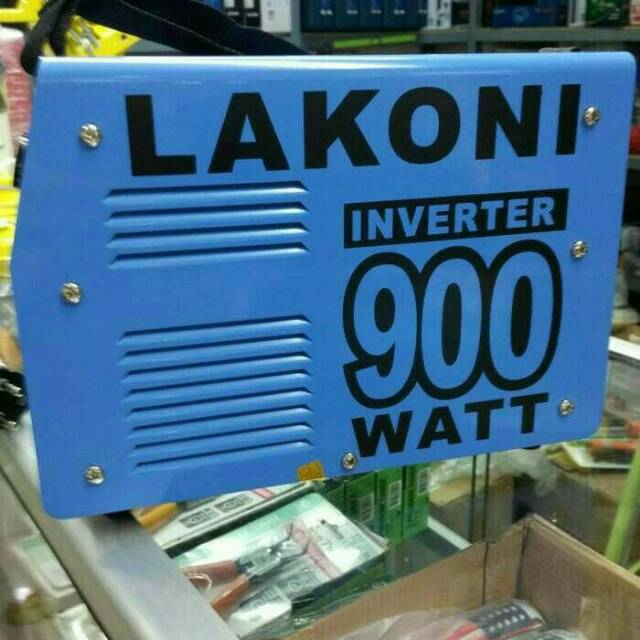 LAKONI
INVERTER
900
WATT